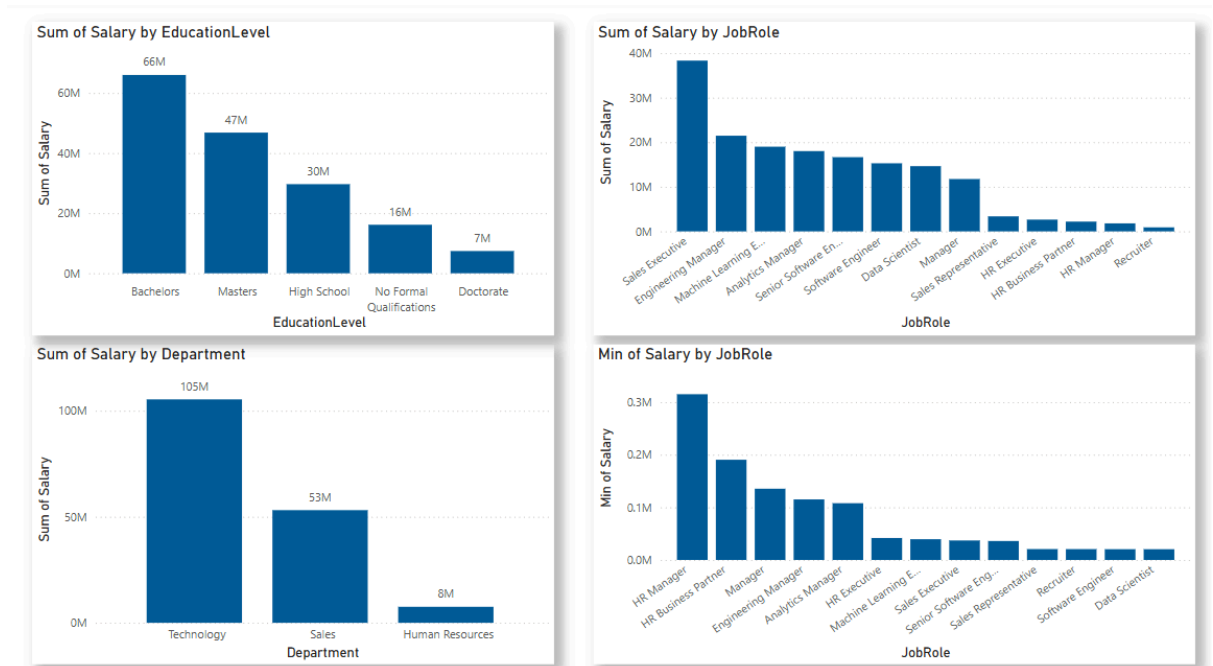 Sum of Salary by EducationLevel
66M
60M
47M
40M
30M
20M
16M
7M
0M
Sum of Salary
Bachelors
Masters
High School
No Formal
Qualifications
Doctorate
EducationLevel
Sum of Salary by JobRole
40M
30M
20M
10M
0M
Sum of Salary
Sales Executive
Engineering Manager
Machine Learning E...
Analytics Manager
Senior Software En...
Software Engineer
Data Scientist
Manager
Sales Representative
HR Executive
HR Business Partner
HR Manager
Recruiter
JobRole
Sum of Salary by Department
105M
100M
53M
50M
8M
0M
Sum of Salary
Technology
Sales
Human Resources
Department
Min of Salary by JobRole
0.3M
0.2M
0.1M
0.0M
Min of Salary
HR Manager
HR Business Partner
Manager
Engineering Manager
Analytics Manager
HR Executive
Machine Learning E...
Sales Executive
Senior Software Eng...
Sales Representative
Recruiter
Software Engineer
Data Scientist
JobRole